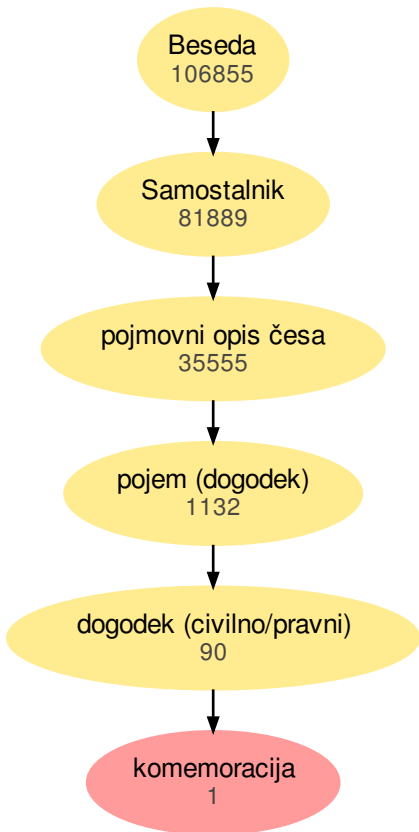 Beseda
106855
Samostalnik
81889
pojmovni opis česa
35555
pojem (dogodek)
1132
dogodek (civilno/pravni)
90
komemoracija
1